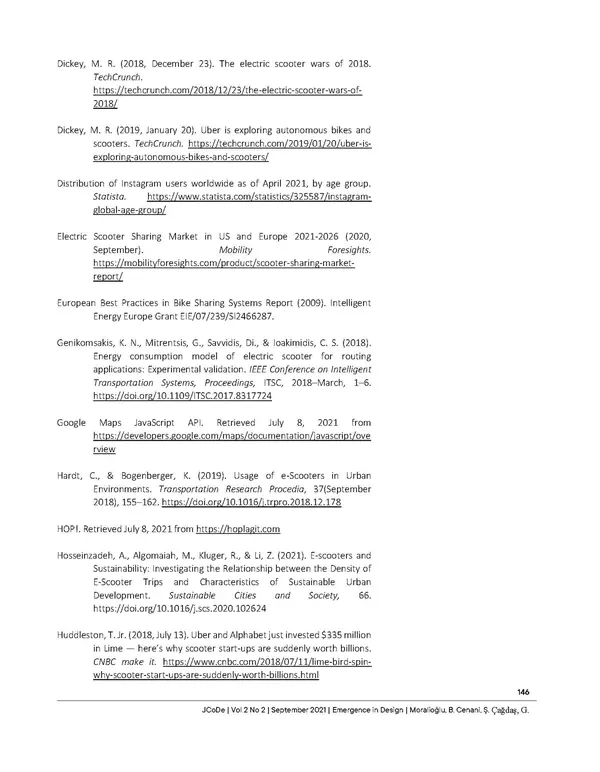 Dickey, M. R. (2018, December 23). The electric scooter wars of 2018.
TechCrunch.
https://techcrunch.com/2018/12/23/the-electric-scooter-wars-of-
2018/
Dickey, M. R. (2019, January 20). Uber is exploring autonomous bikes and
scooters. TechCrunch. https://techcrunch.com/2019/01/20/uber-is-
exploring-autonomous-bikes-and-scooters/
Distribution of Instagram users worldwide as of April 2021, by age group.
Statista. https://www.statista.com/statistics/325587/instagram-
global-age-group/
Electric Scooter Sharing Market in US and Europe 2021-2026 (2020,
September). Mobility Foresights.
https://mobilityforesights.com/product/scooter-sharing-market-
report/
European Best Practices in Bike Sharing Systems Report (2009). Intelligent
Energy Europe Grant EIE/07/239/SI2466287.
Genikomsakis, K. N., Mitrentsis, G., Savvidis, Di., & Ioakimidis, C. S. (2018).
Energy consumption model of electric scooter for routing
applications: Experimental validation. IEEE Conference on Intelligent
Transportation Systems, Proceedings, ITSC, 2018–March, 1–6.
https://doi.org/10.1109/ITSC.2017.8317724
Google Maps JavaScript API. Retrieved July 8, 2021 from
https://developers.google.com/maps/documentation/javascript/ove
rview
Hardt, C., & Bogenberger, K. (2019). Usage of e-Scooters in Urban
Environments. Transportation Research Procedia, 37(September
2018), 155–162. https://doi.org/10.1016/j.trpro.2018.12.178
HOP!. Retrieved July 8, 2021 from https://hoplagit.com
Hosseinzadeh, A., Algomaiah, M., Kluger, R., & Li, Z. (2021). E-scooters and
Sustainability: Investigating the Relationship between the Density of
E-Scooter Trips and Characteristics of Sustainable Urban
Development. Sustainable Cities and Society, 66.
https://doi.org/10.1016/j.scs.2020.102624
Huddleston, T. Jr. (2018, July 13). Uber and Alphabet just invested $335 million
in Lime — here's why scooter start-ups are suddenly worth billions.
CNBC make it. https://www.cnbc.com/2018/07/11/lime-bird-spin-
why-scooter-start-ups-are-suddenly-worth-billions.html
146
JCoDe | Vol 2 No 2 | September 2021 | Emergence in Design | Moralioğlu, B. Cenani, Ş. Çağdaş, G.